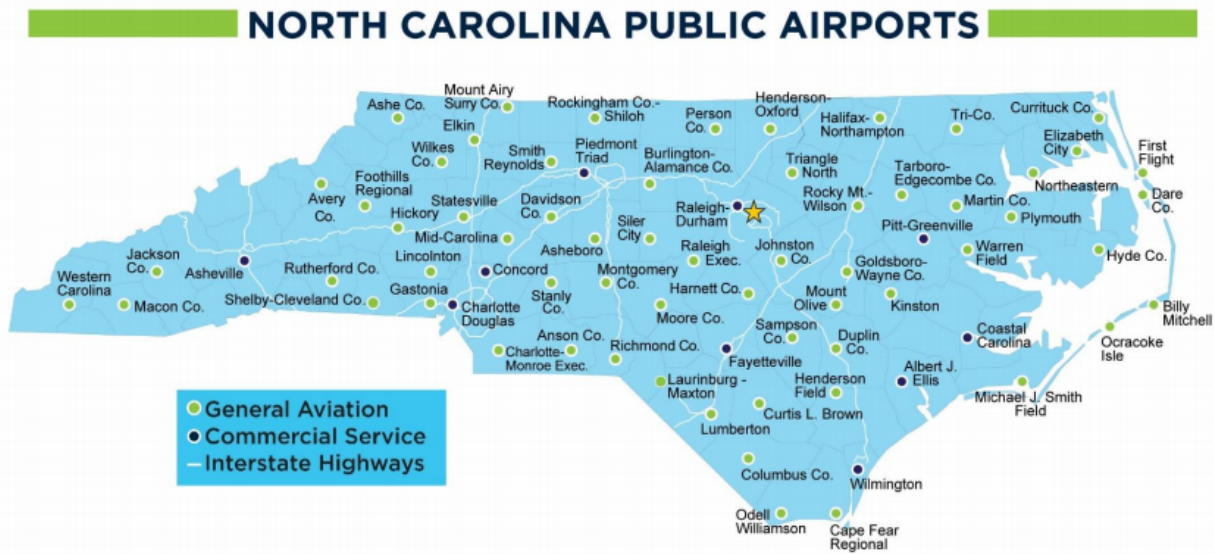 NORTH CAROLINA PUBLIC AIRPORTS
Mount Airy
Surry Co.
Ashe Co.
Elkin
Rockingham Co.-
Shiloh
Person
Co.
Henderson-
Oxford
Halifax-
Northampton
Tri-Co.
Currituck Co.
Elizabeth
City
First
Flight
Wilkes
Co.
Smith
Reynolds
Piedmont
Triad
Burlington-
Alamance Co.
Triangle
North
Tarboro-
Edgecombe Co.
Northeastern
Dare
Co.
Avery
Co.
Foothills
Regional
Hickory
Statesville
Davidson
Co.
Siler
City
Raleigh-
Durham
Rocky Mt.-
Wilson
Martin Co.
Plymouth
Pitt-Greenville
Mid-Carolina
Asheboro
Raleigh
Exec.
Johnston
Co.
Warren
Field
Hyde Co.
Western
Carolina
Jackson
Co.
Macon Co.
Asheville
Rutherford Co.
Lincolnton
Concord
Montgomery
Co.
Goldsboro-
Wayne Co.
Shelby-Cleveland Co.
Gastonia
Charlotte
Douglas
Stanly
Co.
Harnett Co.
Moore Co.
Mount
Olive
Kinston
Billy
Mitchell
Ocracoke
Isle
Anson Co.
Charlotte-
Monroe Exec.
Richmond Co.
Fayetteville
Sampson
Co.
Duplin
Co.
Coastal
Carolina
Albert J.
Ellis
Laurinburg -
Maxton
Henderson
Field
Michael J. Smith
Field
Curtis L. Brown
Lumberton
Columbus Co.
Wilmington
Odell
Williamson
Cape Fear
Regional
General Aviation
Commercial Service
Interstate Highways